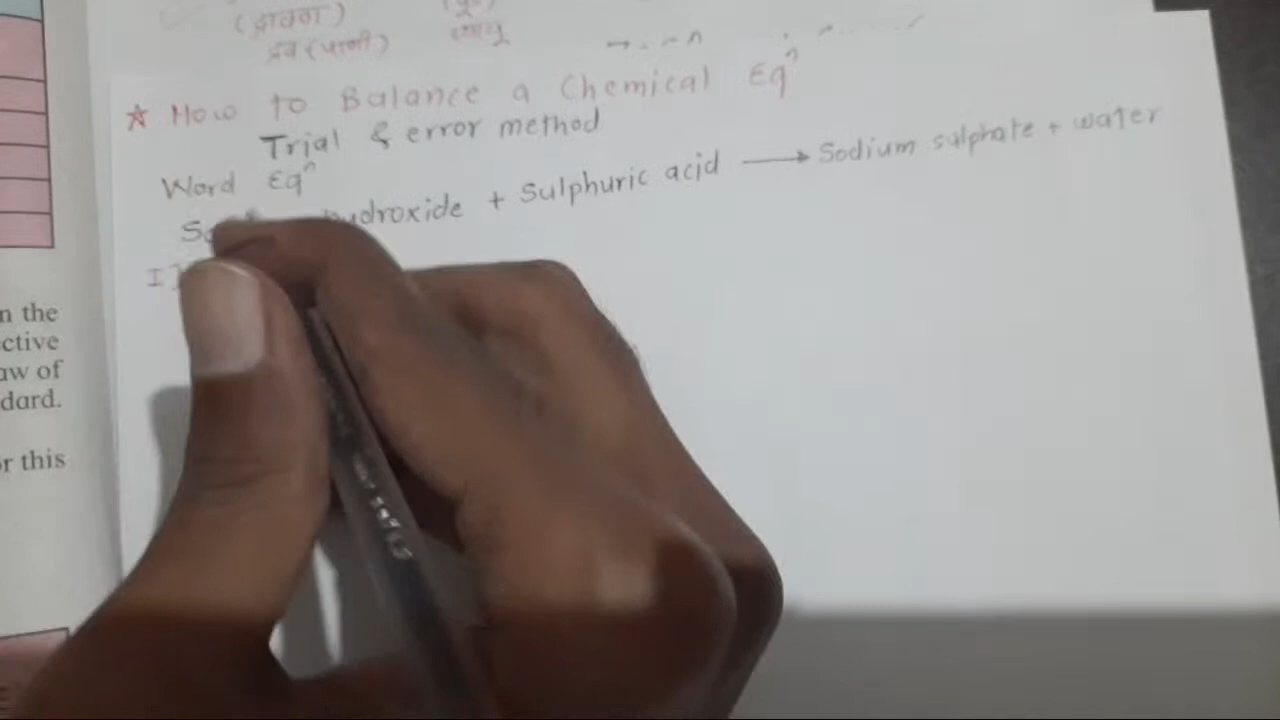 (द्रावण)
द्रव (पाणी)
☆ How to Balance a Chemical Eqⁿ
Trial & error method
Word Eqⁿ
hydroxide + Sulphuric acid ⟶ Sodium sulphate + water
n the
ctive
aw of
dard.
r this